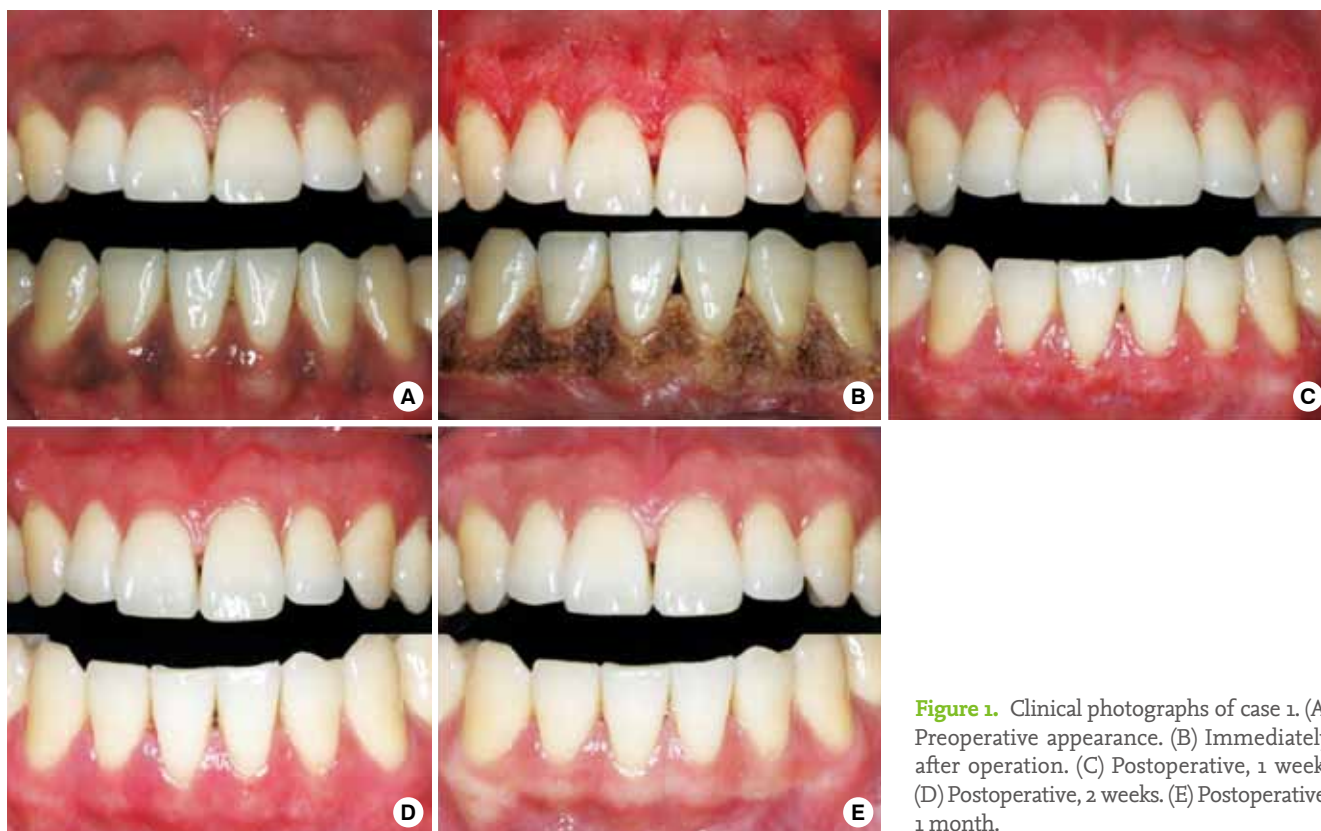 A
B
C
D
E
Figure 1. Clinical photographs of case 1. (A
Preoperative appearance. (B) Immediatel
after operation. (C) Postoperative, 1 week
(D) Postoperative, 2 weeks. (E) Postoperative
1 month.